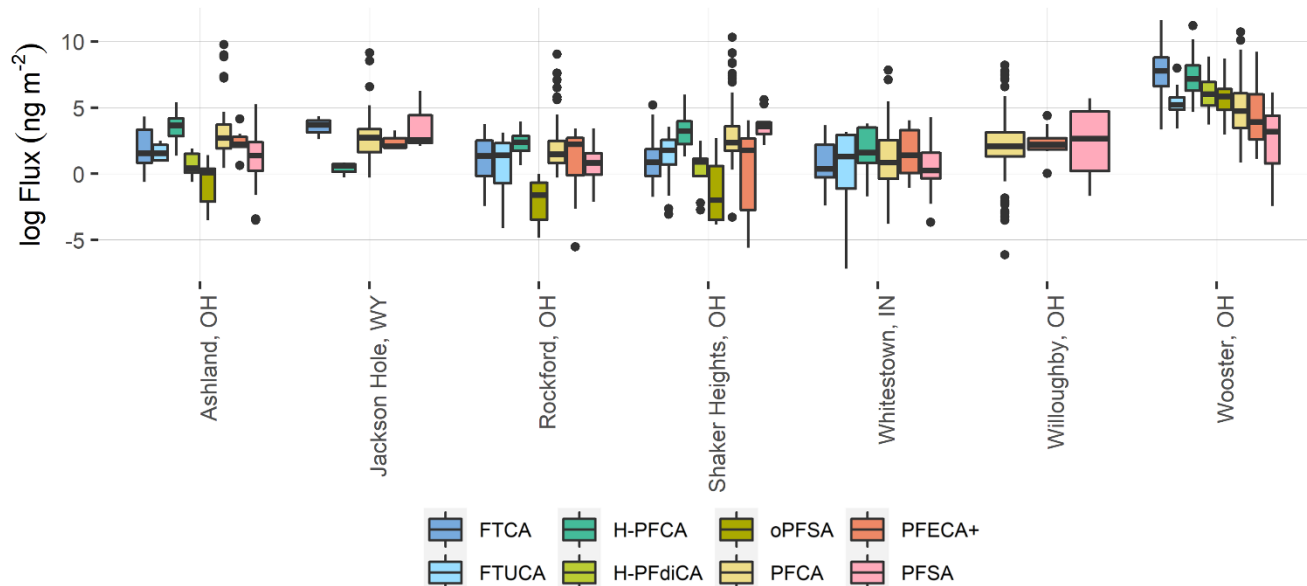 log Flux (ng m⁻²)
10
5
0
-5
Ashland, OH
Jackson Hole, WY
Rockford, OH
Shaker Heights, OH
Whitestown, IN
Willoughby, OH
Wooster, OH
FTCA H-PFCA oPFSA PFECA+
FTUCA H-PFdiCA PFCA PFSA